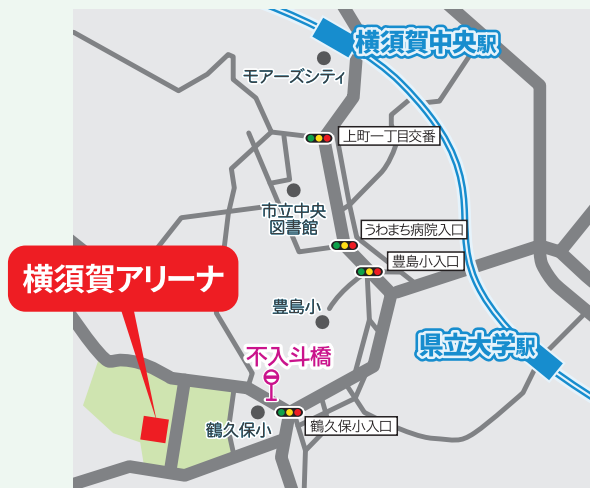 横須賀中央駅
モアーズシティ
上町一丁目交番
市立中央
図書館
うわまち病院入口
豊島小入口
横須賀アリーナ
豊島小
県立大学駅
不入斗橋
鶴久保小
鶴久保小入口